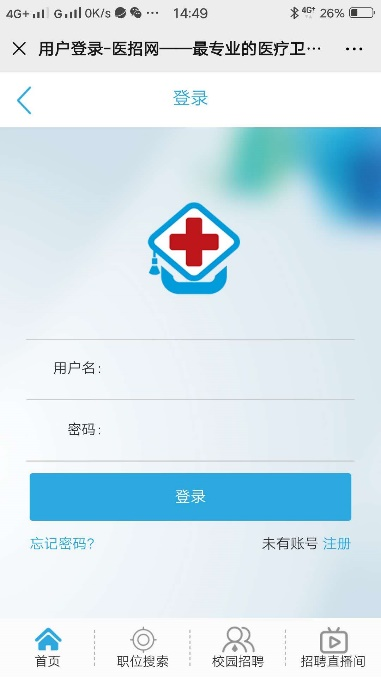 4G+ G 0K/s ··· 14:49 4G+ 26%
用户登录-医招网——最专业的医疗卫… ···
登录
用户名:
密码:
登录
忘记密码? 未有账号 注册
首页 职位搜索 校园招聘 招聘直播间